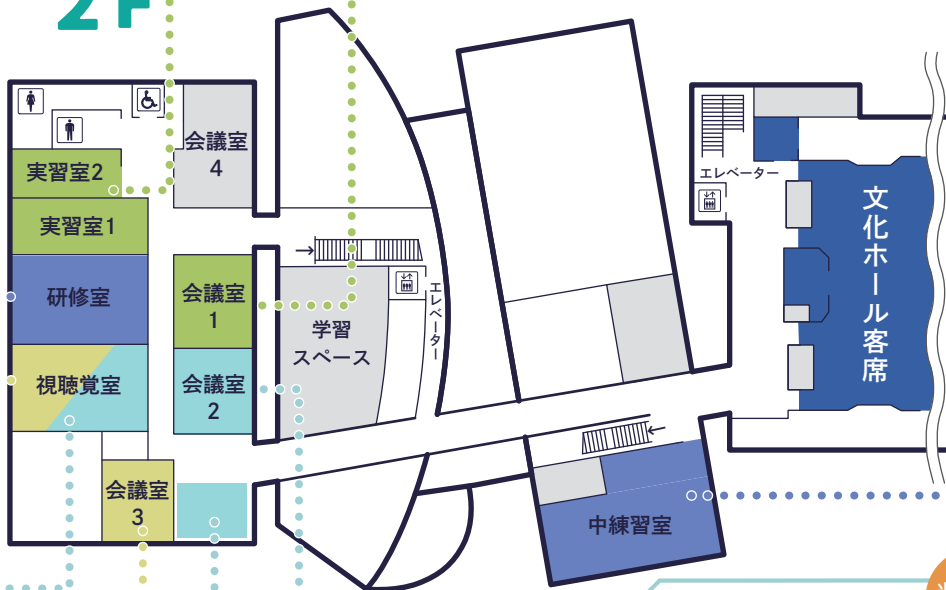 2F
会議室
4
実習室2
実習室1
研修室
視聴覚室
会議室
1
会議室
2
会議室
3
学習
スペース
エレベーター
エレベーター
文化ホール客席
中練習室